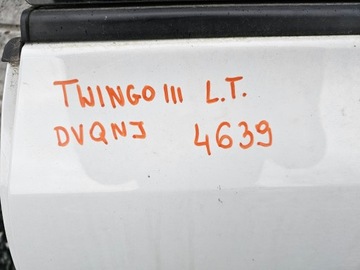 TWINGO III L.T.
DVQNJ 4639